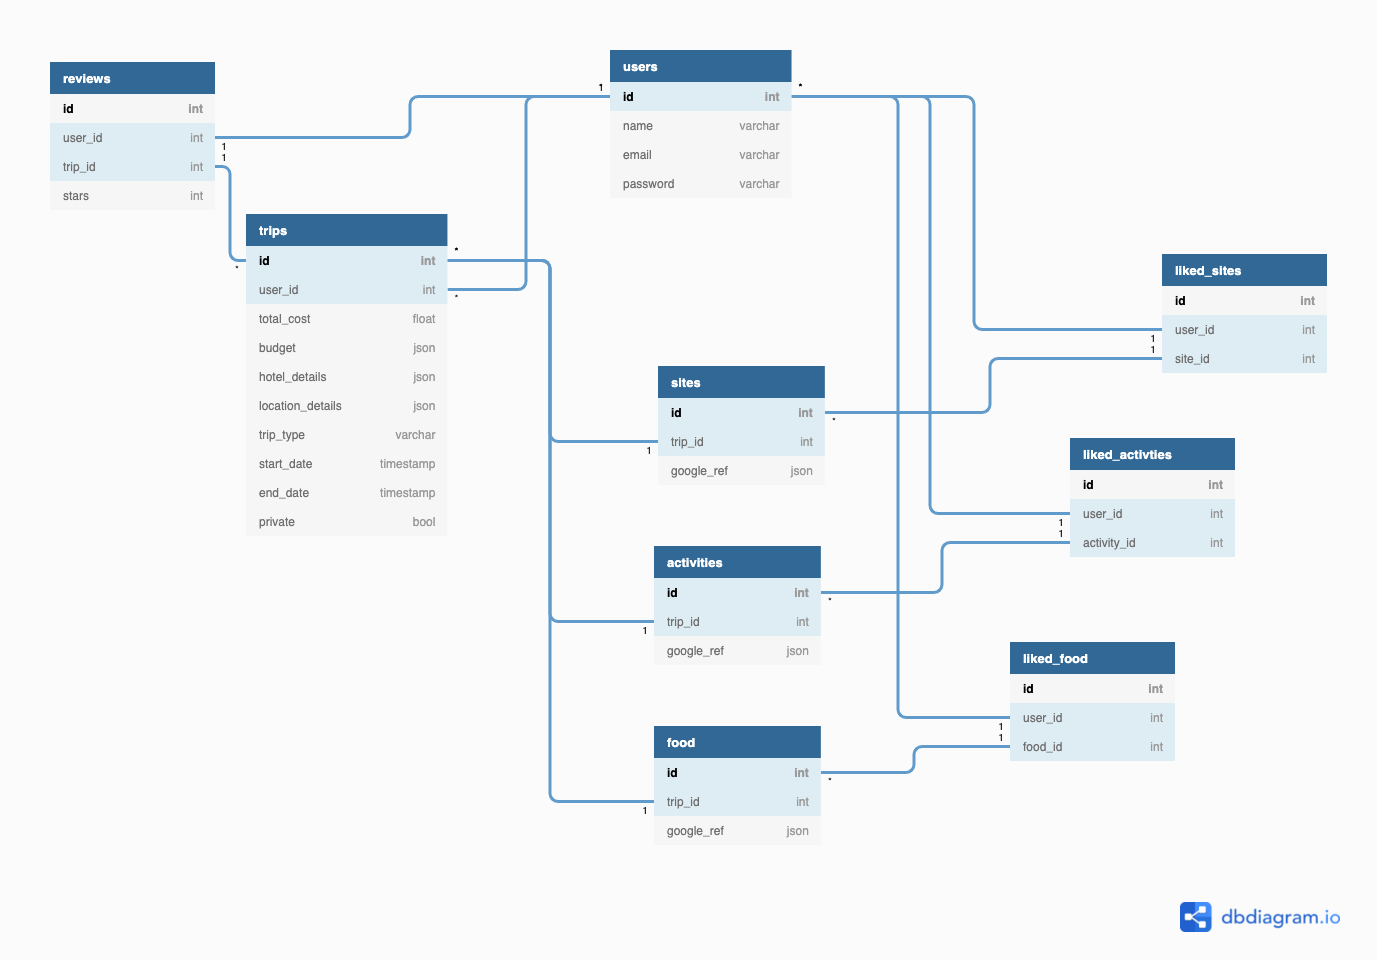 reviews
id int
user_id int
trip_id int
stars int
1
1
users
id int
name varchar
email varchar
password varchar
1
*
trips
id int
user_id int
total_cost float
budget json
hotel_details json
location_details json
trip_type varchar
start_date timestamp
end_date timestamp
private bool
*
*
*
sites
id int
trip_id int
google_ref json
*
1
activities
id int
trip_id int
google_ref json
*
1
food
id int
trip_id int
google_ref json
*
1
liked_sites
id int
user_id int
site_id int
1
1
liked_activties
id int
user_id int
activity_id int
1
1
liked_food
id int
user_id int
food_id int
1
1
dbdiagram.io